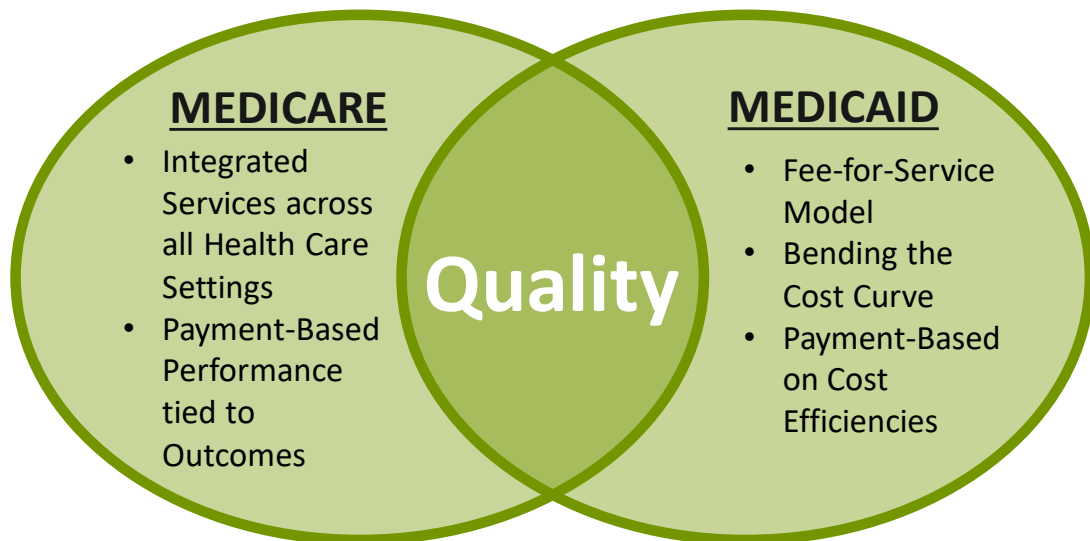 MEDICARE
• Integrated
Services across
all Health Care
Settings
• Payment-Based
Performance
tied to
Outcomes
Quality
MEDICAID
• Fee-for-Service
Model
• Bending the
Cost Curve
• Payment-Based
on Cost
Efficiencies